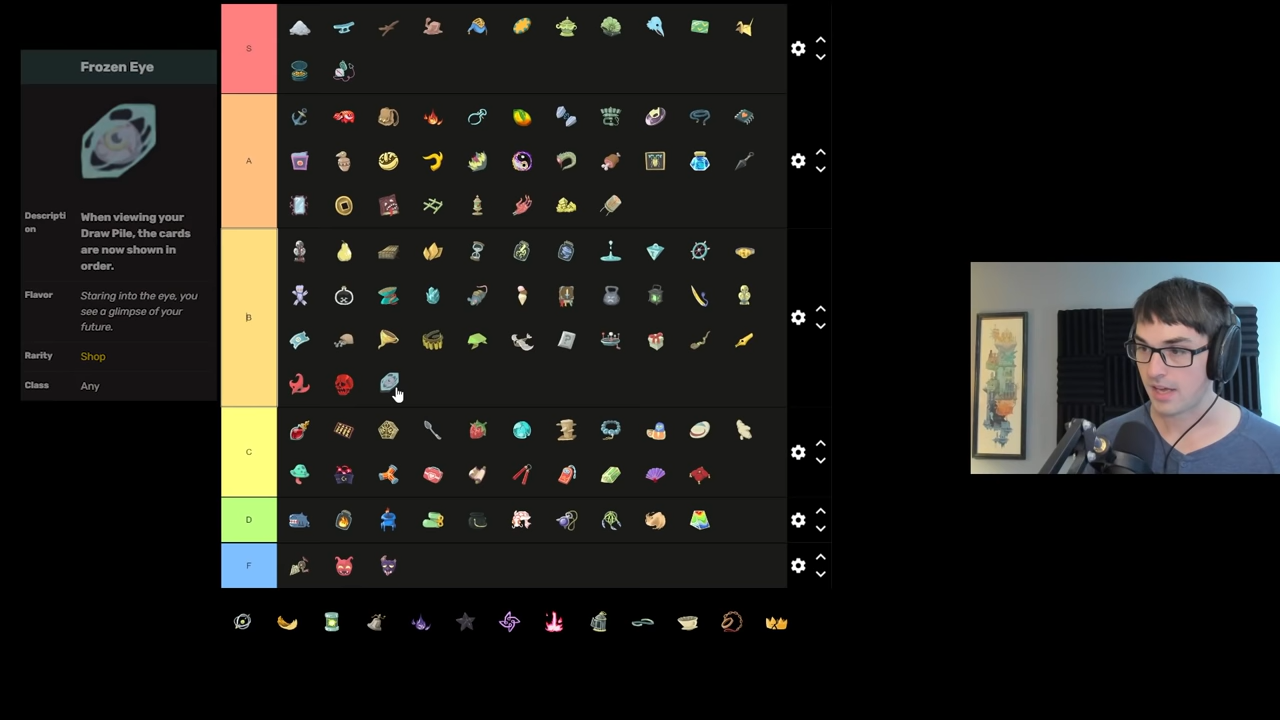 Frozen Eye
Descripti
on
When viewing your
Draw Pile, the cards
are now shown in
order.
Flavor
Staring into the eye, you
see a glimpse of your
future.
Rarity
Shop
Class
Any
S
A
B
C
D
F